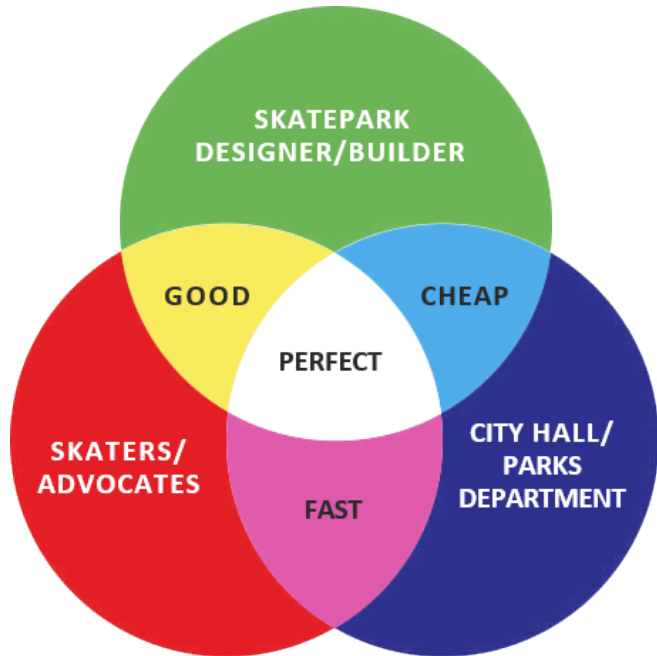 SKATEPARK
DESIGNER/BUILDER
GOOD
CHEAP
PERFECT
SKATERS/
ADVOCATES
CITY HALL/
PARKS
DEPARTMENT
FAST